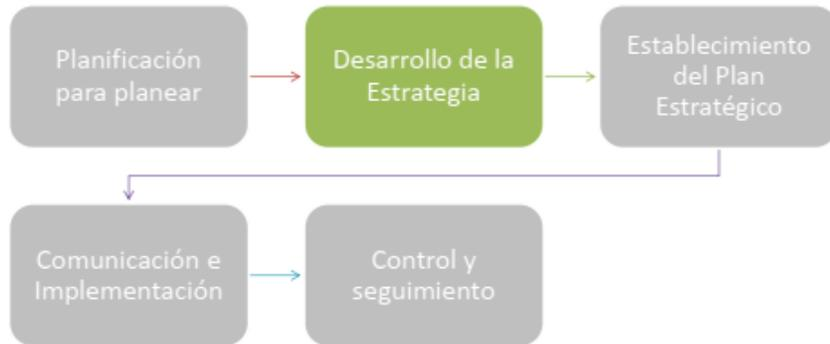 Planificación
para planear
Desarrollo de la
Estrategia
Establecimiento
del Plan
Estratégico
Comunicación e
Implementación
Control y
seguimiento